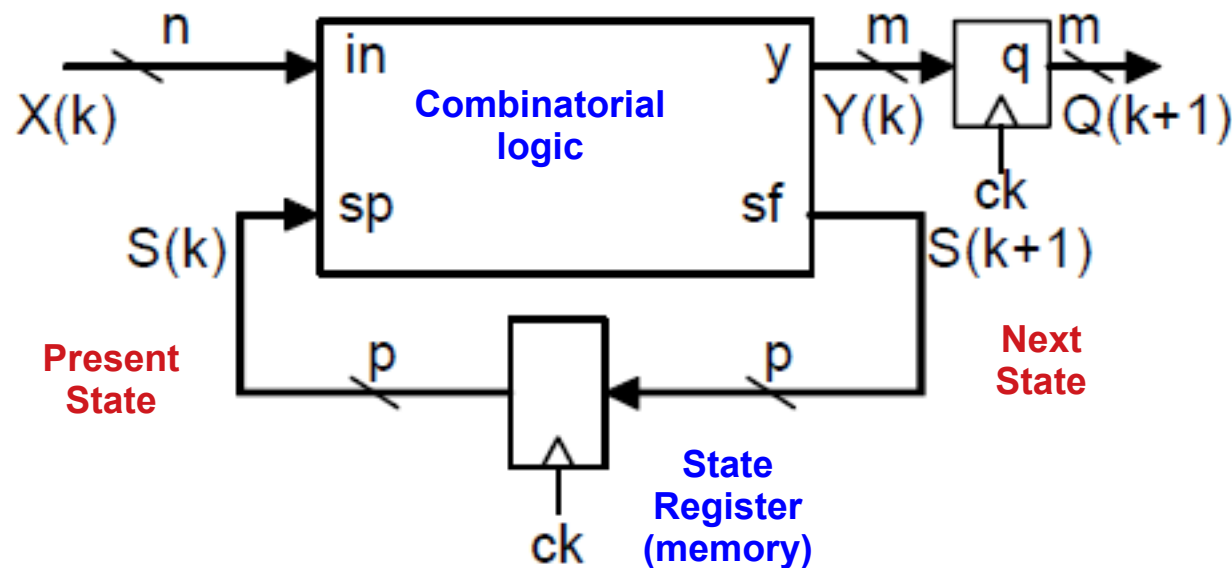 n
m
m
in
y
q
X(k)
Combinatorial
logic
Y(k)
Q(k+1)
ck
sp
sf
S(k)
S(k+1)
Present
State
p
p
Next
State
ck
State
Register
(memory)